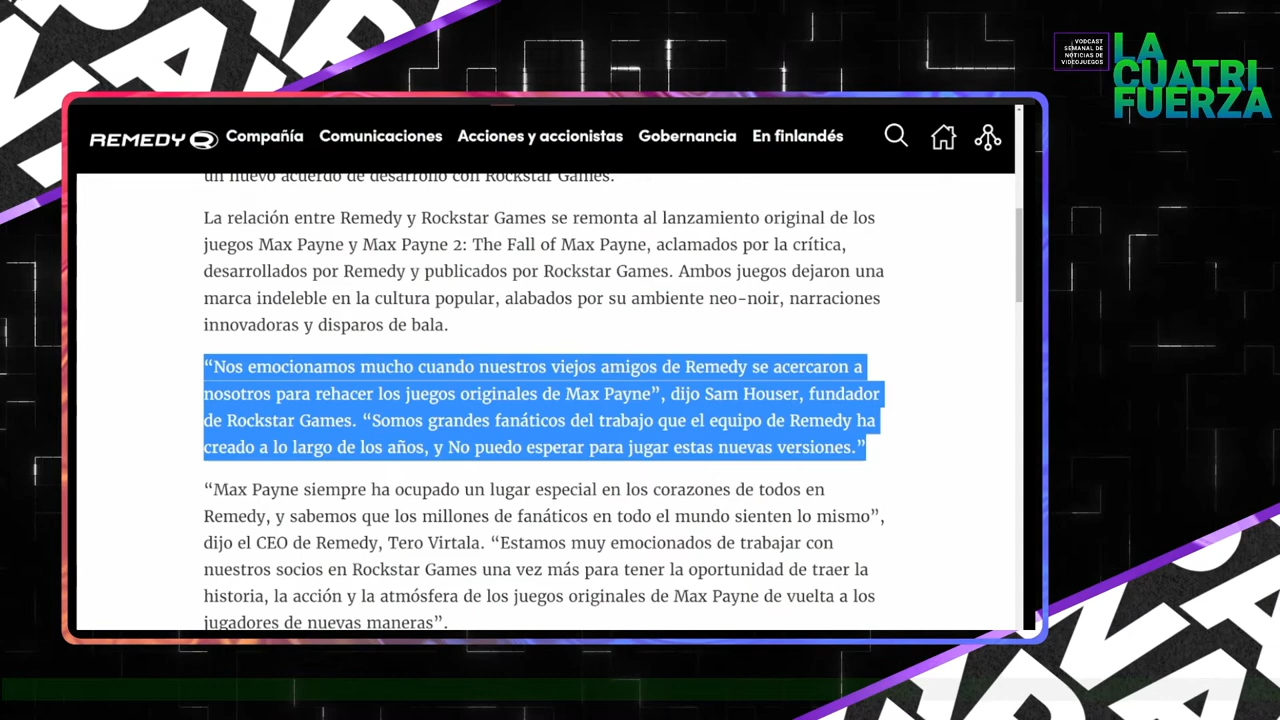 VODCAST
SEMANAL DE
NOTICIAS DE
VIDEOJUEGOS
LA
CUATRI
FUERZA
REMEDY Compañía Comunicaciones Acciones y accionistas Gobernancia En finlandés
un nuevo acuerdo de desarrollo con Rockstar Games.
La relación entre Remedy y Rockstar Games se remonta al lanzamiento original de los
juegos Max Payne y Max Payne 2: The Fall of Max Payne, aclamados por la crítica,
desarrollados por Remedy y publicados por Rockstar Games. Ambos juegos dejaron una
marca indeleble en la cultura popular, alabados por su ambiente neo-noir, narraciones
innovadoras y disparos de bala.
“Nos emocionamos mucho cuando nuestros viejos amigos de Remedy se acercaron a
nosotros para rehacer los juegos originales de Max Payne”, dijo Sam Houser, fundador
de Rockstar Games. “Somos grandes fanáticos del trabajo que el equipo de Remedy ha
creado a lo largo de los años, y No puedo esperar para jugar estas nuevas versiones.”
“Max Payne siempre ha ocupado un lugar especial en los corazones de todos en
Remedy, y sabemos que los millones de fanáticos en todo el mundo sienten lo mismo”,
dijo el CEO de Remedy, Tero Virtala. “Estamos muy emocionados de trabajar con
nuestros socios en Rockstar Games una vez más para tener la oportunidad de traer la
historia, la acción y la atmósfera de los juegos originales de Max Payne de vuelta a los
jugadores de nuevas maneras”.